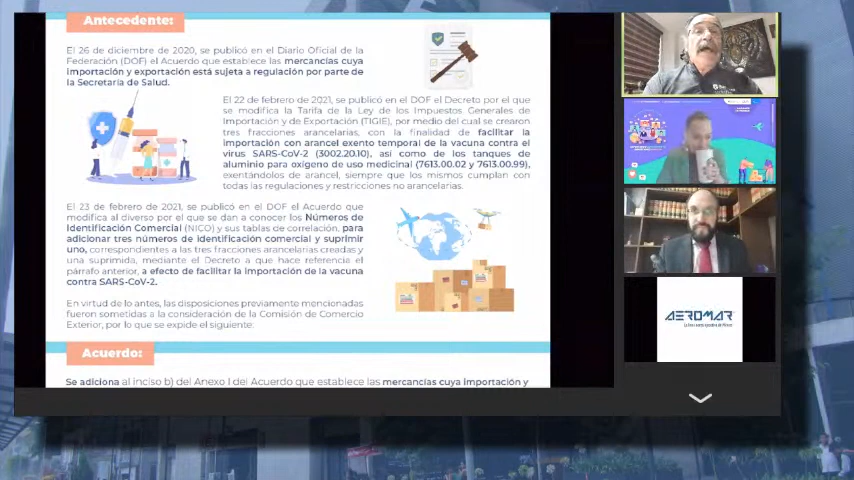 Antecedente:
El 26 de diciembre de 2020, se publicó en el Diario Oficial de la
Federación (DOF) el Acuerdo que establece las mercancías cuya
importación y exportación está sujeta a regulación por parte de
la Secretaría de Salud.
El 22 de febrero de 2021, se publicó en el DOF el Decreto por el que
se modifica la Tarifa de la Ley de los Impuestos Generales de
Importación y de Exportación (TIGIE), por medio del cual se crearon
tres fracciones arancelarias, con la finalidad de facilitar la
importación con arancel exento temporal de la vacuna contra el
virus SARS-CoV-2 (3002.20.10), así como de los tanques de
aluminio para oxígeno de uso medicinal (7613.00.02 y 7613.00.99),
exentándolos de arancel, siempre que los mismos cumplan con
todas las regulaciones y restricciones no arancelarias.
El 23 de febrero de 2021, se publicó en el DOF el Acuerdo que
modifica al diverso por el que se dan a conocer los Números de
Identificación Comercial (NICO) y sus tablas de correlación, para
adicionar tres números de identificación comercial y suprimir
uno, correspondientes a las tres fracciones arancelarias creadas y
una suprimida, mediante el Decreto a que hace referencia el
párrafo anterior, a efecto de facilitar la importación de la vacuna
contra SARS-CoV-2.
En virtud de lo antes, las disposiciones previamente mencionadas
fueron sometidas a la consideración de la Comisión de Comercio
Exterior, por lo que se expide el siguiente:
Acuerdo:
Se adiciona al inciso b) del Anexo I del Acuerdo que establece las mercancías cuya importación y
AEROMAR